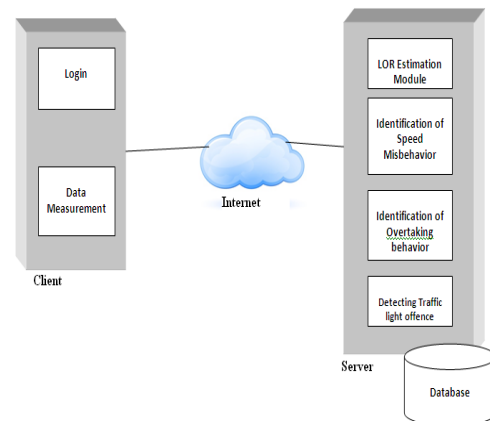 Login
Data
Measurement
Client
Internet
LOR Estimation
Module
Identification of
Speed
Misbehavior
Identification of
Overtaking
behavior
Detecting Traffic
light offence
Server
Database